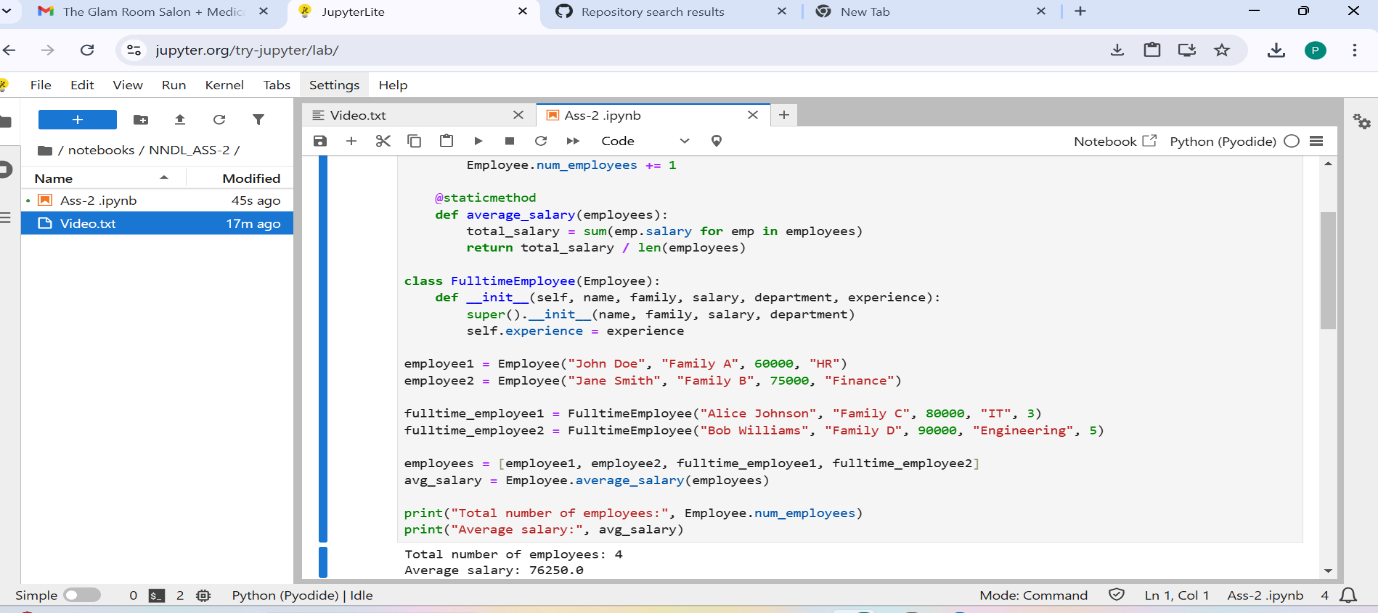 The Glam Room Salon + Medic
JupyterLite
Repository search results
New Tab
jupyter.org/try-jupyter/lab/
P
File Edit View Run Kernel Tabs Settings Help
Video.txt
Ass-2 .ipynb
Code
Notebook
Python (Pyodide)
/ notebooks / NNDL_ASS-2 /
Name Modified
Ass-2 .ipynb 45s ago
Video.txt 17m ago
Employee.num_employees += 1
@staticmethod
def average_salary(employees):
total_salary = sum(emp.salary for emp in employees)
return total_salary / len(employees)
class FulltimeEmployee(Employee):
def __init__(self, name, family, salary, department, experience):
super().__init__(name, family, salary, department)
self.experience = experience
employee1 = Employee("John Doe", "Family A", 60000, "HR")
employee2 = Employee("Jane Smith", "Family B", 75000, "Finance")
fulltime_employee1 = FulltimeEmployee("Alice Johnson", "Family C", 80000, "IT", 3)
fulltime_employee2 = FulltimeEmployee("Bob Williams", "Family D", 90000, "Engineering", 5)
employees = [employee1, employee2, fulltime_employee1, fulltime_employee2]
avg_salary = Employee.average_salary(employees)
print("Total number of employees:", Employee.num_employees)
print("Average salary:", avg_salary)
Total number of employees: 4
Average salary: 76250.0
Simple 0 2 Python (Pyodide) | Idle Mode: Command Ln 1, Col 1 Ass-2 .ipynb 4